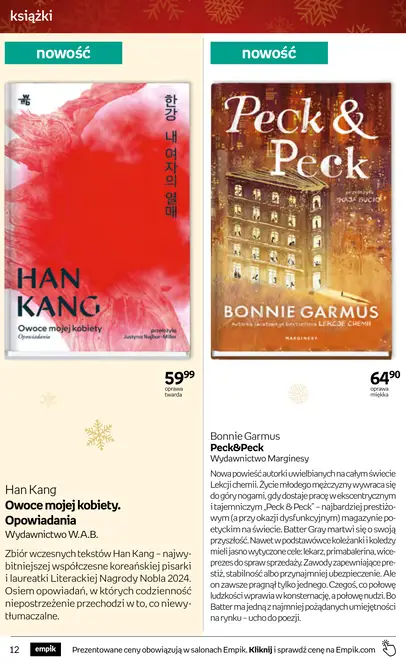 książki
nowość
한강 내 여자의 열매
HAN
KANG
Owoce mojej kobiety
Opowiadania
przełożyła
Justyna Najbar-Miller
59 99
oprawa
twarda
Han Kang
Owoce mojej kobiety.
Opowiadania
Wydawnictwo W.A.B.
Zbiór wczesnych tekstów Han Kang – najwy-
bitniejszej współczesne koreańskiej pisarki
i laureatki Literackiej Nagrody Nobla 2024.
Osiem opowiadań, w których codzienność
niepostrzeżenie przechodzi w to, co niewy-
tłumaczalne.
nowość
Peck &
Peck
przełożyła
BONNIE GARMUS
Autorka światowego bestsellera LEKCJE CHEMII
MARGINESY
64 90
oprawa
miękka
Bonnie Garmus
Peck&Peck
Wydawnictwo Marginesy
Nowa powieść autorki uwielbianych na całym świecie
Lekcji chemii. Życie młodego mężczyzny wywraca się
do góry nogami, gdy dostaje pracę w ekscentrycznym
i tajemniczym „Peck & Peck" – najbardziej prestiżo-
wym (a przy okazji dysfunkcyjnym) magazynie po-
etyckim na świecie. Batter Gray martwi się o swoją
przyszłość. Nawet w podstawówce koleżanki i koledzy
mieli jasno wytyczone cele: lekarz, primabalerina, wice-
prezes do spraw sprzedaży. Zawody zapewniające pre-
stiż, stabilność albo przynajmniej ubezpieczenie. Ale
on zawsze pragnął tylko jednego. Czegoś, co połowę
ludzkości wprawia w konsternację, a połowę nudzi. Bo
Batter ma jedną z najmniej pożądanych umiejętności
na rynku – ucho do poezji.
12
empik
Prezentowane ceny obowiązują w salonach Empik. Kliknij i sprawdź cenę na Empik.com